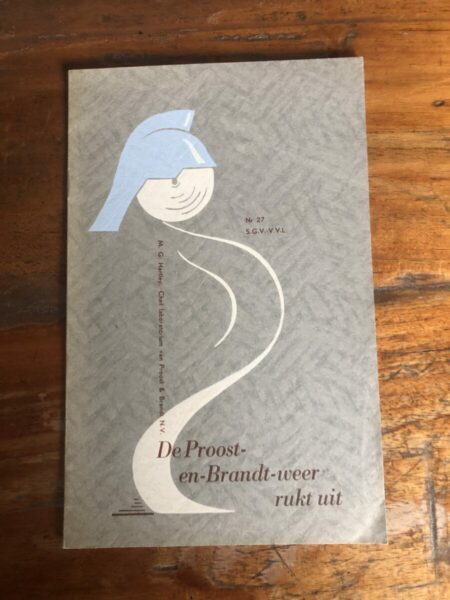 Nr 27
S.G.V.-V.V.L
M. G. Hartley, Chef laboratorium van Proost & Brandt N.V.
De Proost-
en-Brandt-weer
rukt uit